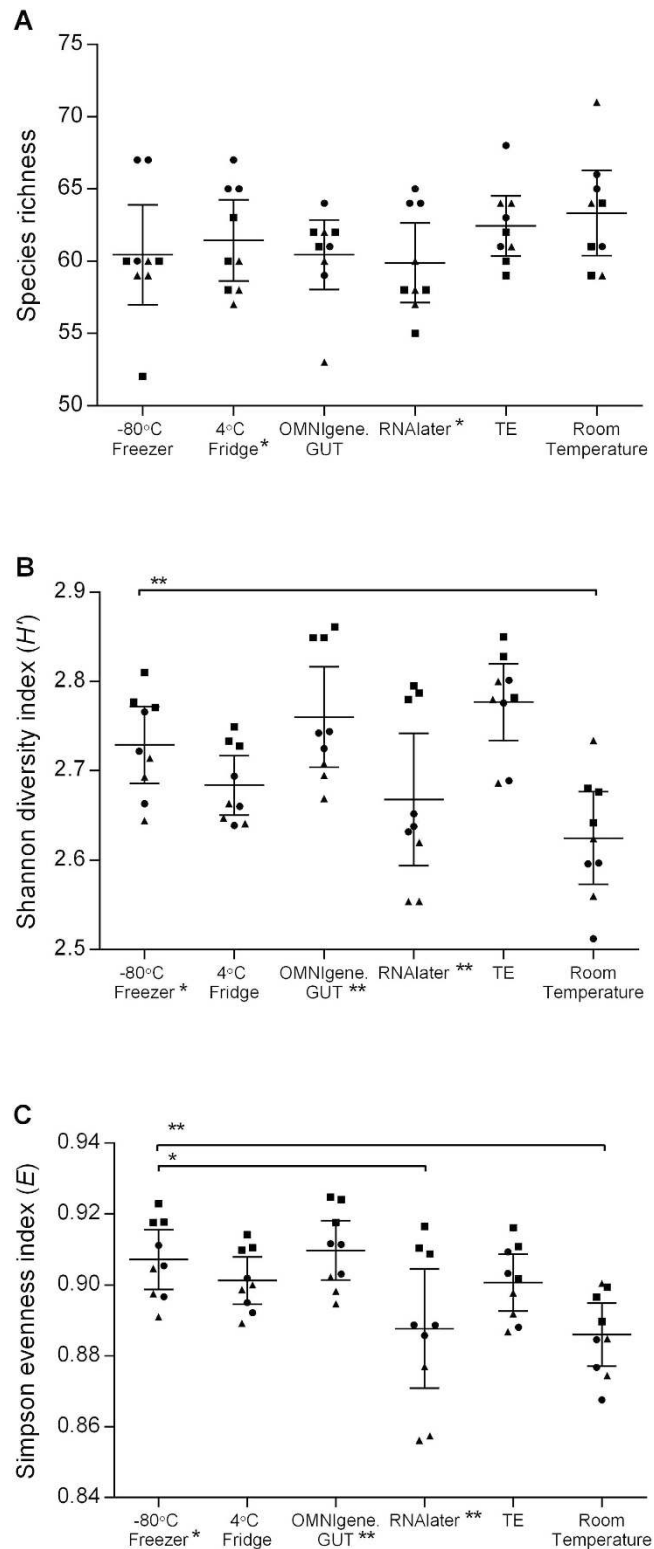 A
75
70
65
60
55
50
Species richness
-80°C
Freezer
4°C
Fridge*
OMNIgene.
GUT
RNAlater *
TE
Room
Temperature
B
**
2.9
2.8
2.7
2.6
2.5
Shannon diversity index (H')
-80°C
Freezer *
4°C
Fridge
OMNIgene.
GUT **
RNAlater **
TE
Room
Temperature
C
**
*
0.94
0.92
0.90
0.88
0.86
0.84
Simpson evenness index (E)
-80°C
Freezer *
4°C
Fridge
OMNIgene.
GUT **
RNAlater **
TE
Room
Temperature